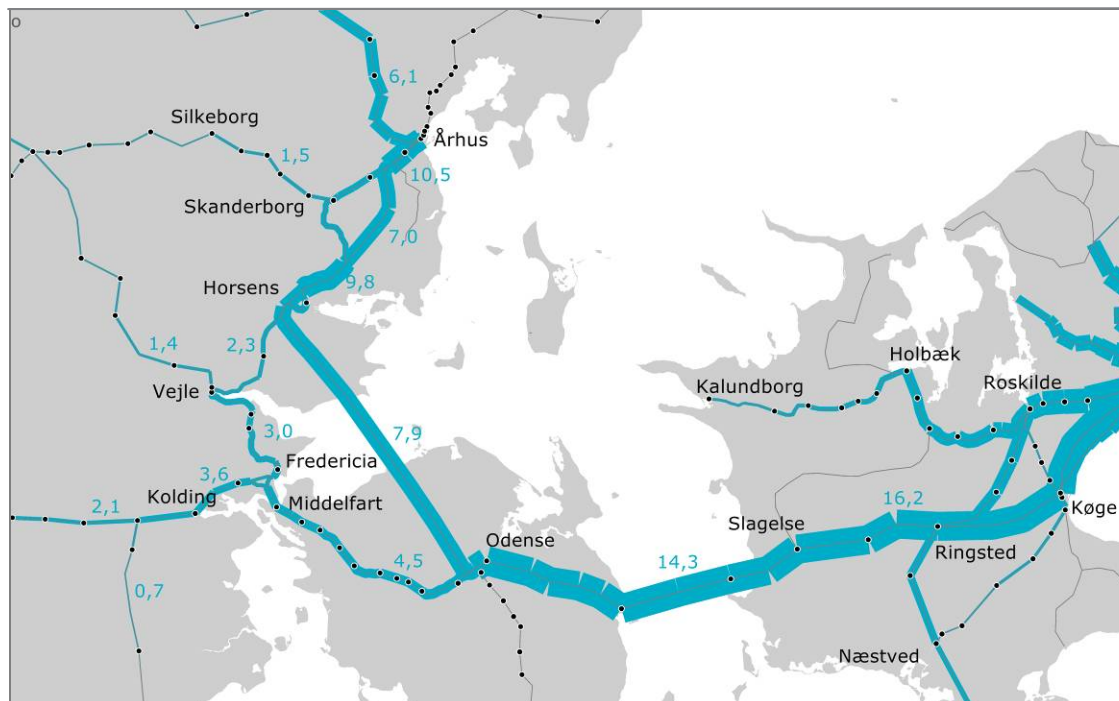 o
6,1
Silkeborg
Århus
1,5
10,5
Skanderborg
7,0
Horsens
9,8
1,4
2,3
Holbæk
Vejle
Kalundborg
Roskilde
3,0
7,9
Fredericia
3,6
Kolding
Middelfart
2,1
16,2
Køge
Slagelse
Odense
Ringsted
4,5
14,3
0,7
Næstved